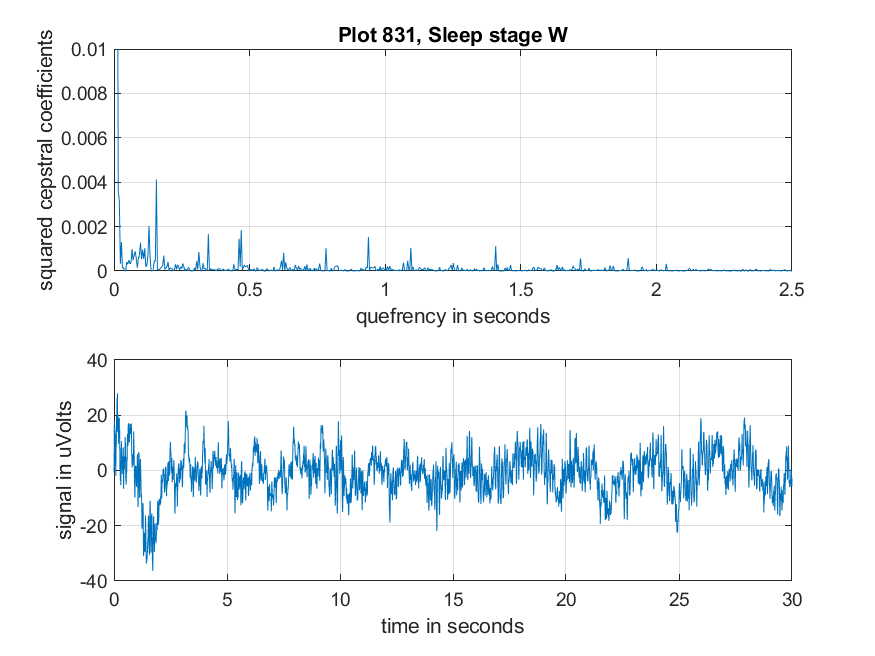 Plot 831, Sleep stage W
squared cepstral coefficients
0.01
0.008
0.006
0.004
0.002
0
0 0.5 1 1.5 2 2.5
quefrency in seconds
signal in uVolts
40
20
0
-20
-40
0 5 10 15 20 25 30
time in seconds